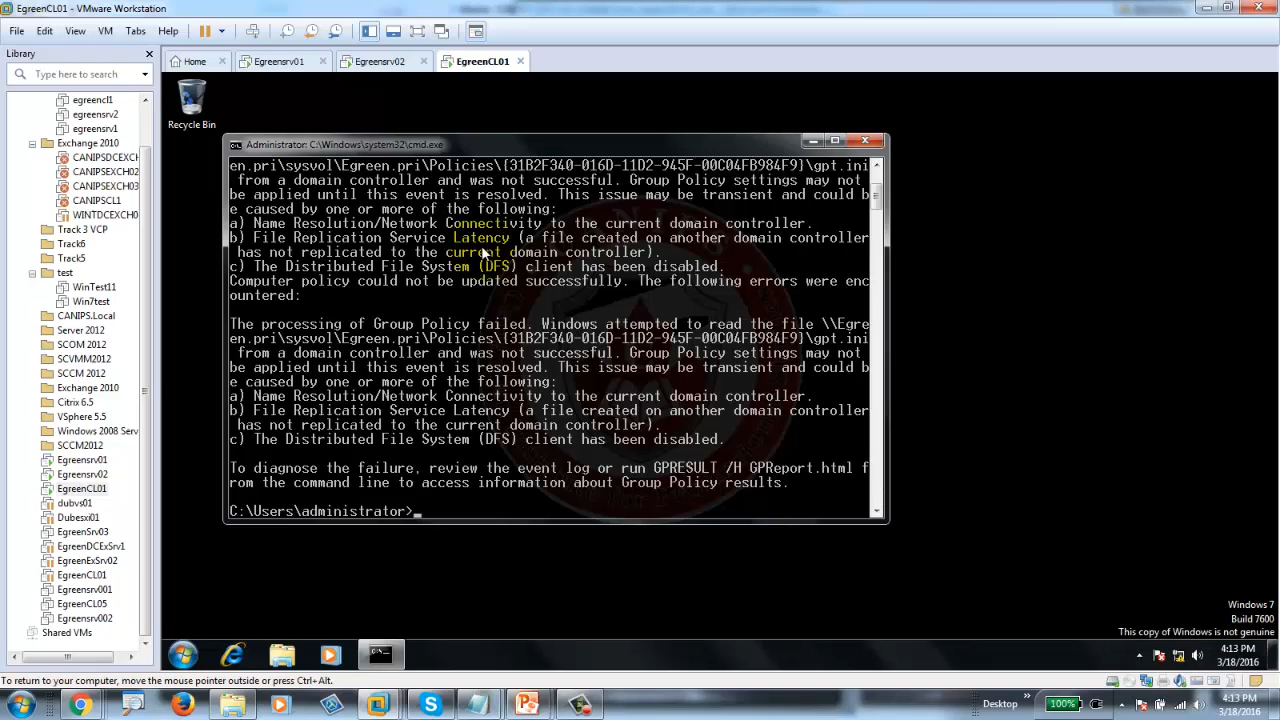 EgreenCL01 - VMware Workstation
File Edit View VM Tabs Help
Library
Type here to search
Home
Egreensrv01
Egreensrv02
EgreenCL01
egreencl1
egreensrv2
egreensrv1
Exchange 2010
CANIPSDCEXCH
CANIPSEXCH02
CANIPSEXCH03
CANIPSCL1
WINTDCEXCH0
Track 3 VCP
Track6
Track5
test
WinTest11
Win7test
CANIPS.Local
Server 2012
SCOM 2012
SCVMM2012
SCCM 2012
Exchange 2010
Citrix 6.5
VSphere 5.5
Windows 2008 Serv
SCCM2012
Egreensrv01
Egreensrv02
EgreenCL01
dubvs01
Dubesxi01
EgreenSrv03
EgreenDCExSrv1
EgreenExSrv02
EgreenCL01
Egreensrv001
EgreenCL05
Egreensrv002
Shared VMs
Recycle Bin
Administrator: C:\Windows\system32\cmd.exe
en.pri\sysvol\Egreen.pri\Policies\{31B2F340-016D-11D2-945F-00C04FB984F9}\gpt.ini
from a domain controller and was not successful. Group Policy settings may not
be applied until this event is resolved. This issue may be transient and could b
e caused by one or more of the following:
a) Name Resolution/Network Connectivity to the current domain controller.
b) File Replication Service Latency (a file created on another domain controller
has not replicated to the current domain controller).
c) The Distributed File System (DFS) client has been disabled.
Computer policy could not be updated successfully. The following errors were enc
ountered:
The processing of Group Policy failed. Windows attempted to read the file \\Egre
en.pri\sysvol\Egreen.pri\Policies\{31B2F340-016D-11D2-945F-00C04FB984F9}\gpt.ini
from a domain controller and was not successful. Group Policy settings may not
be applied until this event is resolved. This issue may be transient and could b
e caused by one or more of the following:
a) Name Resolution/Network Connectivity to the current domain controller.
b) File Replication Service Latency (a file created on another domain controller
has not replicated to the current domain controller).
c) The Distributed File System (DFS) client has been disabled.
To diagnose the failure, review the event log or run GPRESULT /H GPReport.html f
rom the command line to access information about Group Policy results.
C:\Users\administrator>_
Windows 7
Build 7600
This copy of Windows is not genuine
4:13 PM
3/18/2016
To return to your computer, move the mouse pointer outside or press Ctrl+Alt.
Desktop
100%
4:13 PM
3/18/2016